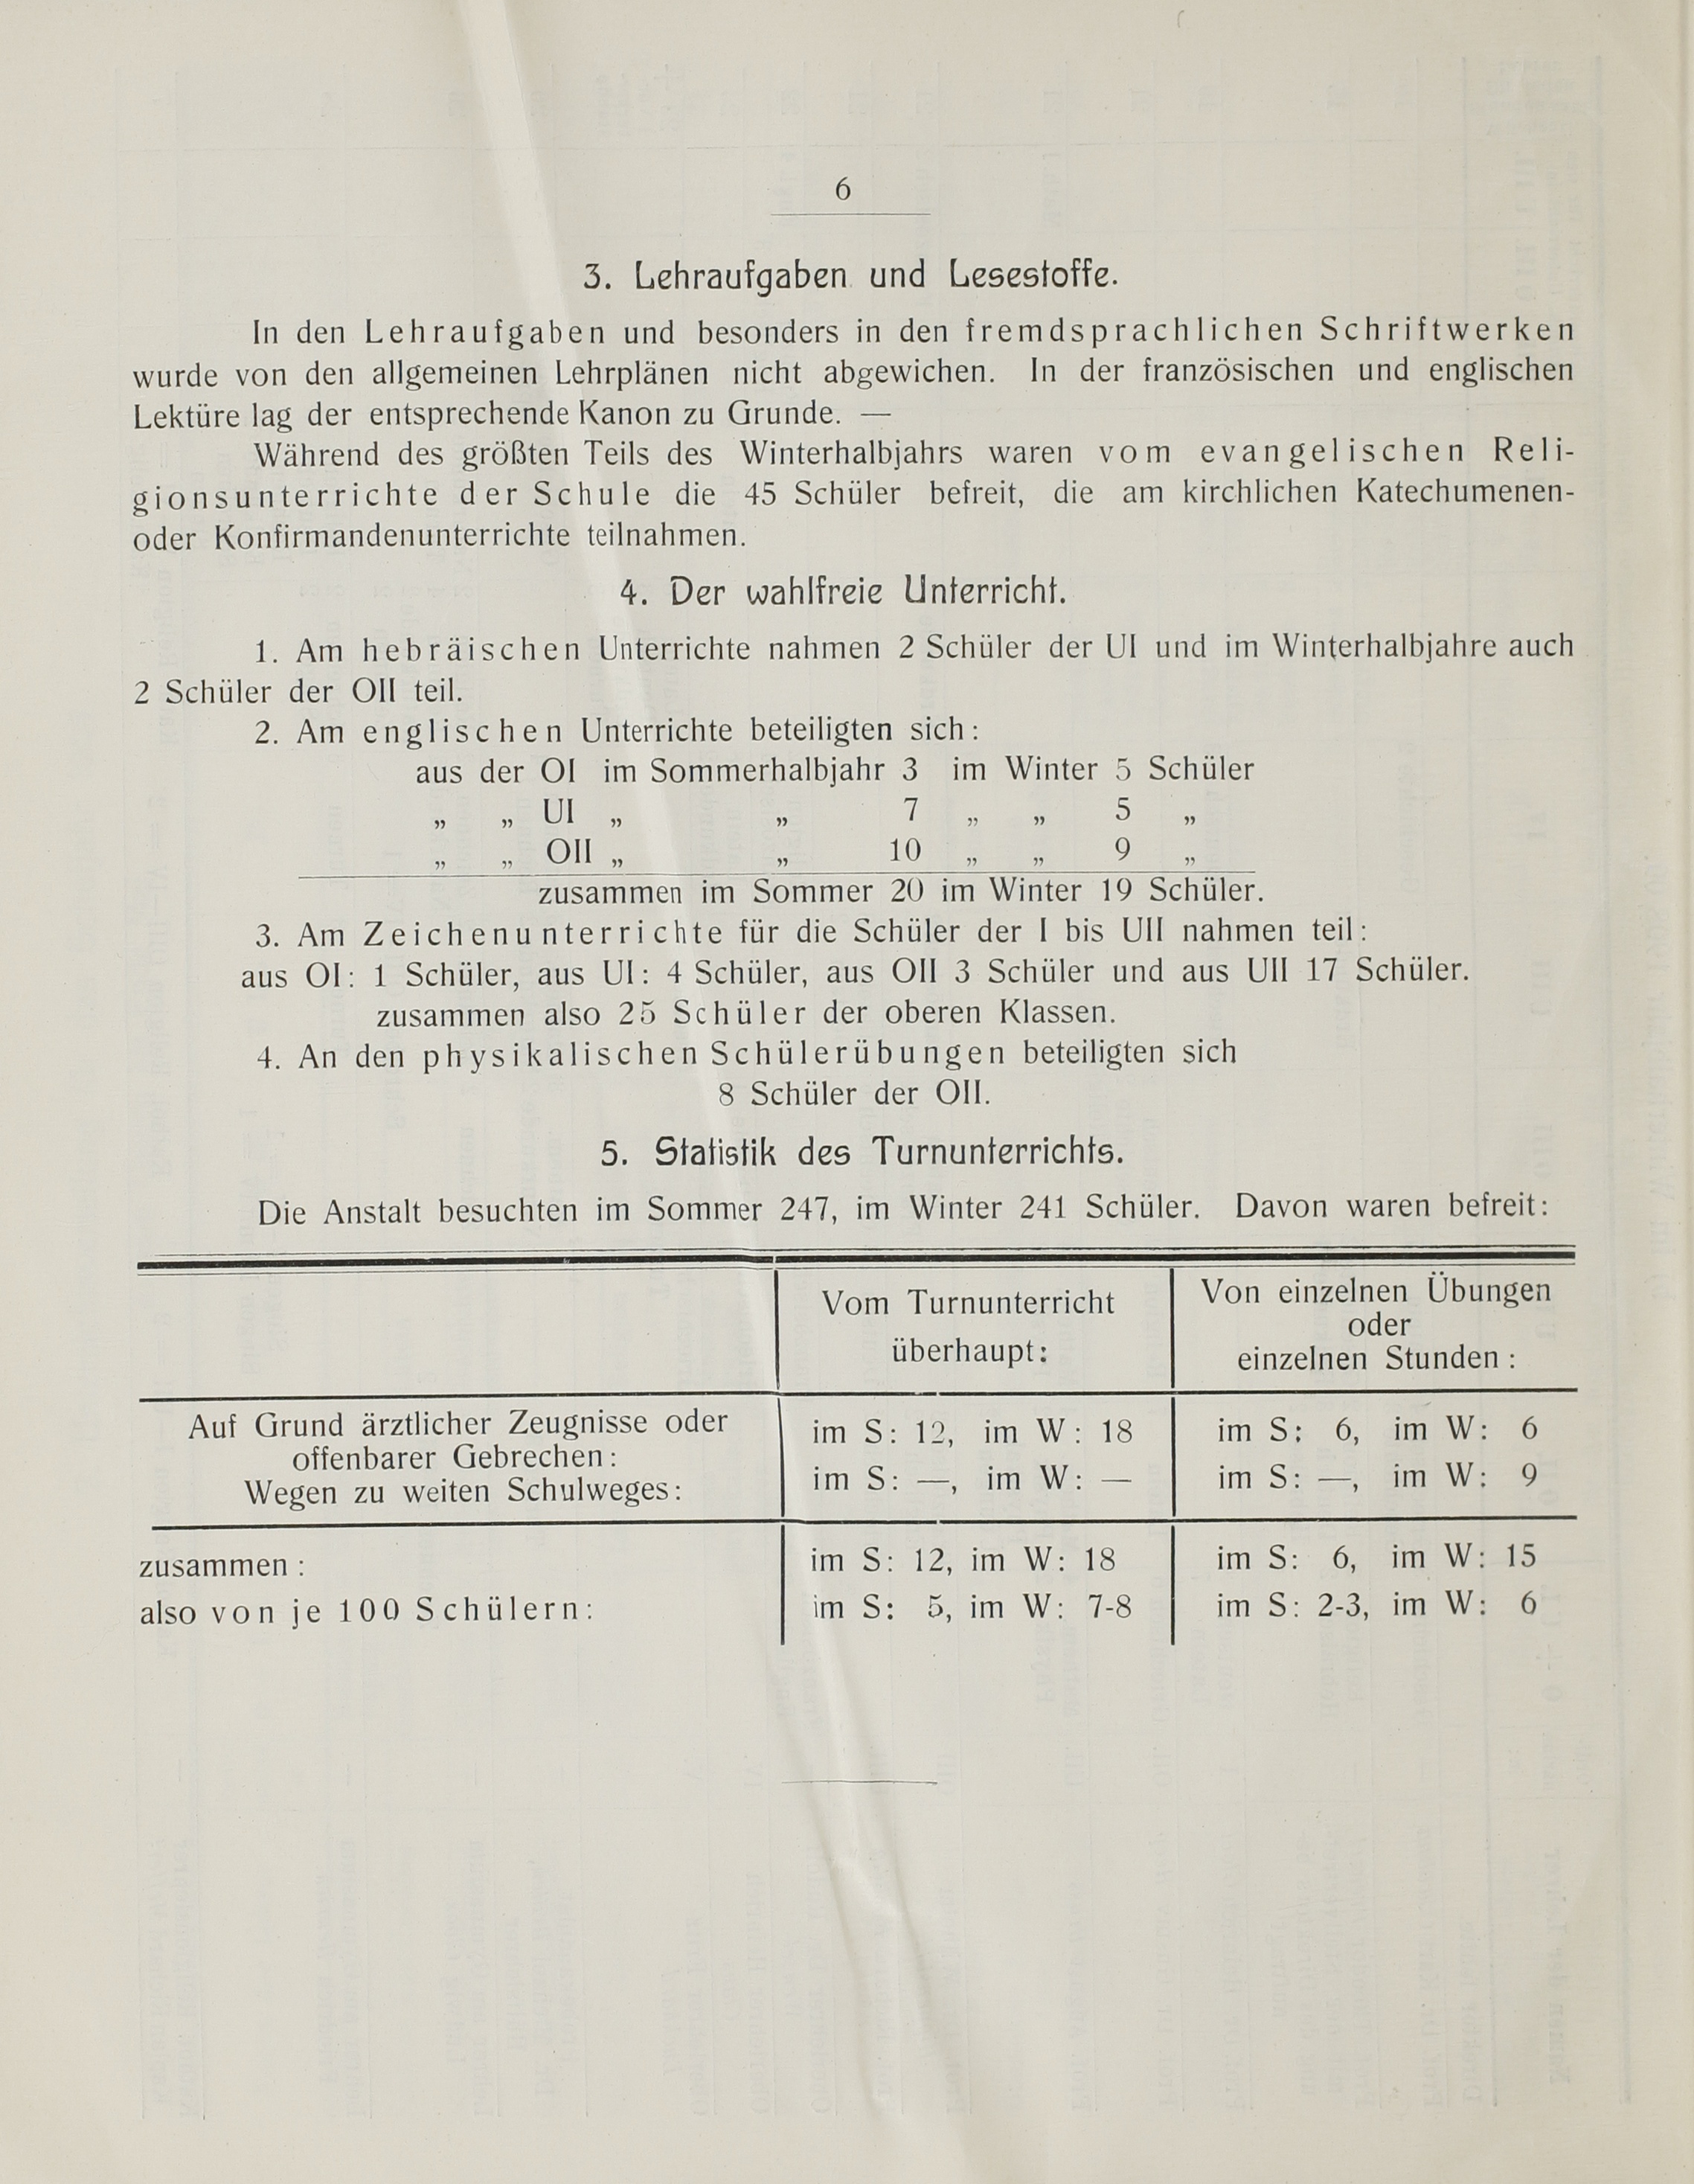 6
3. Lehraufgaben und Lesestoffe.
In den Lehraufgaben und besonders in den fremdsprachlichen Schriftwerken
wurde von den allgemeinen Lehrplänen nicht abgewichen. In der französischen und englischen
Lektüre lag der entsprechende Kanon zu Grunde. —
Während des größten Teils des Winterhalbjahrs waren vom evangelischen Reli-
gionsunterrichte der Schule die 45 Schüler befreit, die am kirchlichen Katechumenen-
oder Konfirmandenunterrichte teilnahmen.
4. Der wahlfreie Unterricht.
1. Am hebräischen Unterrichte nahmen 2 Schüler der UI und im Winterhalbjahre auch
2 Schüler der OII teil.
2. Am englischen Unterrichte beteiligten sich:
aus der OI im Sommerhalbjahr 3 im Winter 5 Schüler
„ „ UI „ „ 7 „ „ 5 „
„ „ OII „ „ 10 „ „ 9 „
zusammen im Sommer 20 im Winter 19 Schüler.
3. Am Zeichenunterrichte für die Schüler der I bis UII nahmen teil:
aus OI: 1 Schüler, aus UI: 4 Schüler, aus OII 3 Schüler und aus UII 17 Schüler.
zusammen also 25 Schüler der oberen Klassen.
4. An den physikalischen Schülerübungen beteiligten sich
8 Schüler der OII.
5. Statistik des Turnunterrichts.
Die Anstalt besuchten im Sommer 247, im Winter 241 Schüler. Davon waren befreit:
Vom Turnunterricht
überhaupt:
Von einzelnen Übungen
oder
einzelnen Stunden:
Auf Grund ärztlicher Zeugnisse oder
offenbarer Gebrechen:
im S: 12, im W: 18
im S: 6, im W: 6
Wegen zu weiten Schulweges:
im S: —, im W: —
im S: —, im W: 9
zusammen:
im S: 12, im W: 18
im S: 6, im W: 15
also von je 100 Schülern:
im S: 5, im W: 7-8
im S: 2-3, im W: 6